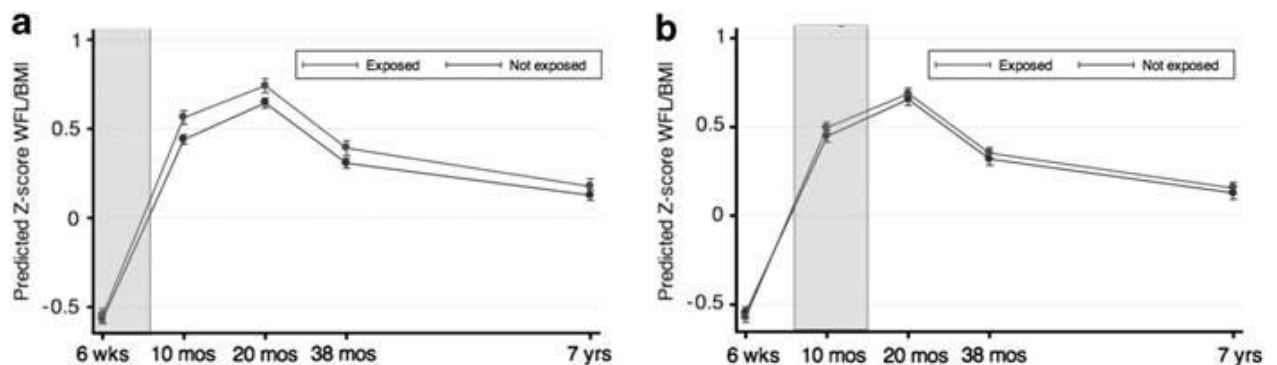 a
Predicted Z-score WFL/BMI
1
0.5
0
-0.5
Exposed Not exposed
6 wks 10 mos 20 mos 38 mos 7 yrs
b
Predicted Z-score WFL/BMI
1
0.5
0
-0.5
Exposed Not exposed
6 wks 10 mos 20 mos 38 mos 7 yrs